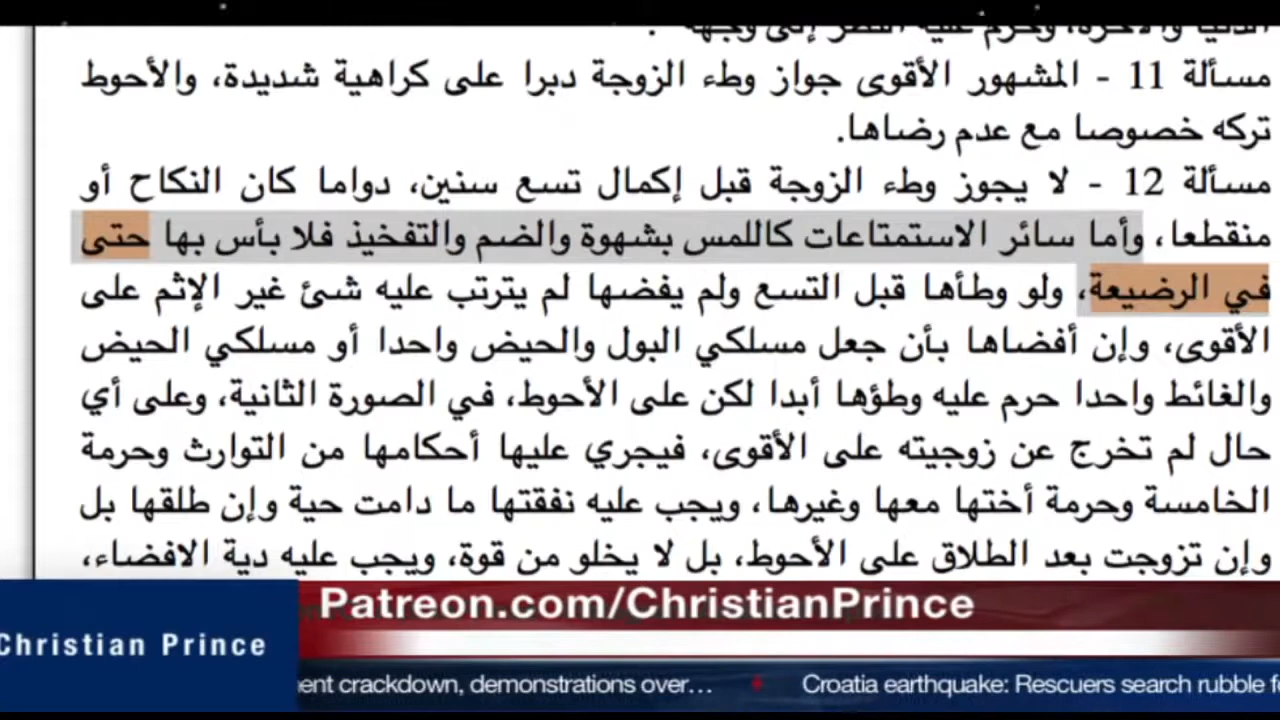 الدنيا والآخرة، وحرم عليه النظر إلى وجهه".
مسألة 11 - المشهور الأقوى جواز وطء الزوجة دبرا على كراهية شديدة، والأحوط
تركه خصوصا مع عدم رضاها.
مسألة 12 - لا يجوز وطء الزوجة قبل إكمال تسع سنين، دواما كان النكاح أو
منقطعا، وأما سائر الاستمتاعات كاللمس بشهوة والضم والتفخيذ فلا بأس بها حتى
في الرضيعة، ولو وطأها قبل التسع ولم يفضها لم يترتب عليه شئ غير الإثم على
الأقوى، وإن أفضاها بأن جعل مسلكي البول والحيض واحدا أو مسلكي الحيض
والغائط واحدا حرم عليه وطؤها أبدا لكن على الأحوط، في الصورة الثانية، وعلى أي
حال لم تخرج عن زوجيته على الأقوى، فيجري عليها أحكامها من التوارث وحرمة
الخامسة وحرمة أختها معها وغيرها، ويجب عليه نفقتها ما دامت حية وإن طلقها بل
وإن تزوجت بعد الطلاق على الأحوط، بل لا يخلو من قوة، ويجب عليه دية الافضاء،
Patreon.com/ChristianPrince
Christian Prince
crackdown, demonstrations over...
Croatia earthquake: Rescuers search rubble